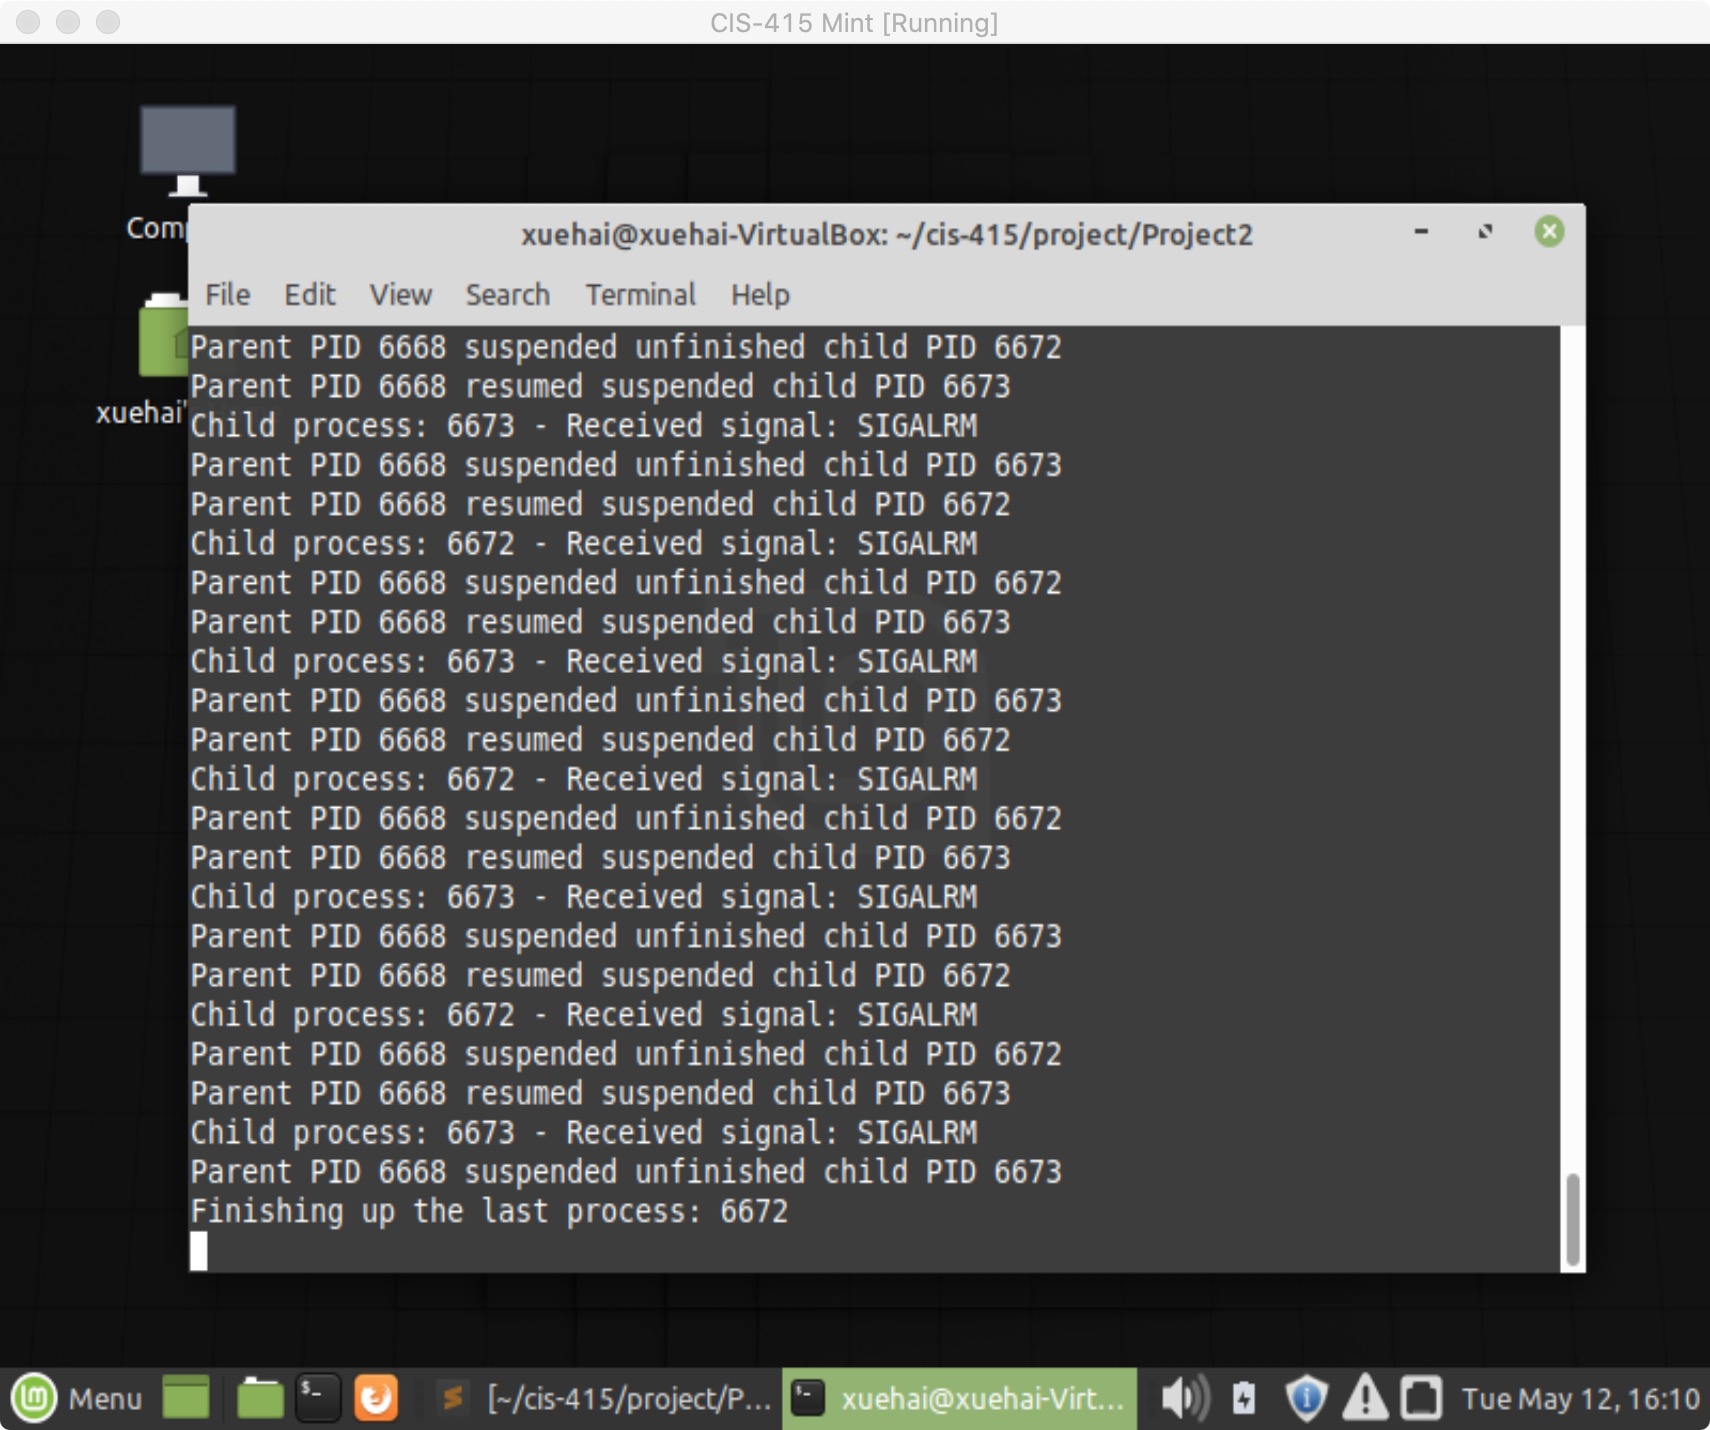 CIS-415 Mint [Running]
Comp
xuehai'
xuehai@xuehai-VirtualBox: ~/cis-415/project/Project2
File Edit View Search Terminal Help
Parent PID 6668 suspended unfinished child PID 6672
Parent PID 6668 resumed suspended child PID 6673
Child process: 6673 - Received signal: SIGALRM
Parent PID 6668 suspended unfinished child PID 6673
Parent PID 6668 resumed suspended child PID 6672
Child process: 6672 - Received signal: SIGALRM
Parent PID 6668 suspended unfinished child PID 6672
Parent PID 6668 resumed suspended child PID 6673
Child process: 6673 - Received signal: SIGALRM
Parent PID 6668 suspended unfinished child PID 6673
Parent PID 6668 resumed suspended child PID 6672
Child process: 6672 - Received signal: SIGALRM
Parent PID 6668 suspended unfinished child PID 6672
Parent PID 6668 resumed suspended child PID 6673
Child process: 6673 - Received signal: SIGALRM
Parent PID 6668 suspended unfinished child PID 6673
Parent PID 6668 resumed suspended child PID 6672
Child process: 6672 - Received signal: SIGALRM
Parent PID 6668 suspended unfinished child PID 6672
Parent PID 6668 resumed suspended child PID 6673
Child process: 6673 - Received signal: SIGALRM
Parent PID 6668 suspended unfinished child PID 6673
Finishing up the last process: 6672
Menu [~/cis-415/project/P... xuehai@xuehai-Virt... Tue May 12, 16:10